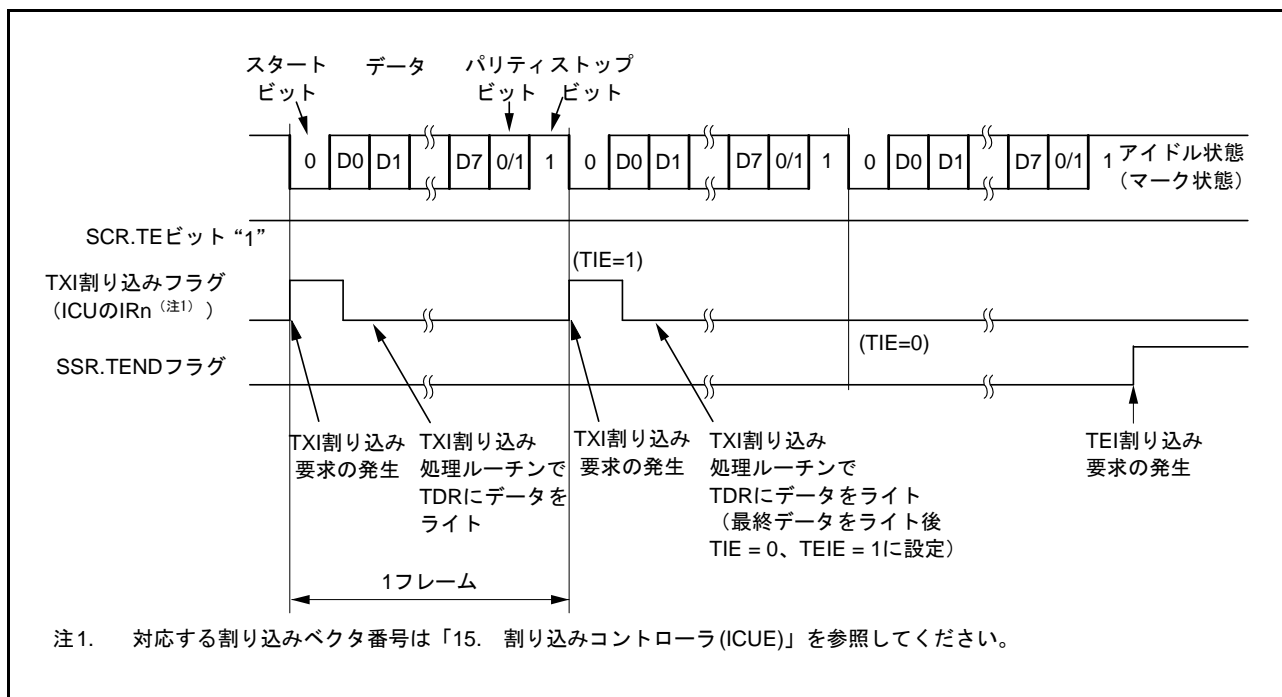 スタート データ パリティ ストップ
ビット ビット ビット
0 D0 D1 D7 0/1 1 0 D0 D1 D7 0/1 1 0 D0 D1 D7 0/1 1 アイドル状態
（マーク状態）
SCR.TEビット “1”
(TIE=1)
TXI割り込みフラグ
（ICUのIRn（注1））
(TIE=0)
SSR.TENDフラグ
TXI割り込み
要求の発生
TXI割り込み
処理ルーチンで
TDRにデータを
ライト
TXI割り込み
要求の発生
TXI割り込み
処理ルーチンで
TDRにデータをライト
（最終データをライト後
TIE = 0、TEIE = 1に設定）
TEI割り込み
要求の発生
1フレーム
注1. 対応する割り込みベクタ番号は「15. 割り込みコントローラ(ICUE)」を参照してください。